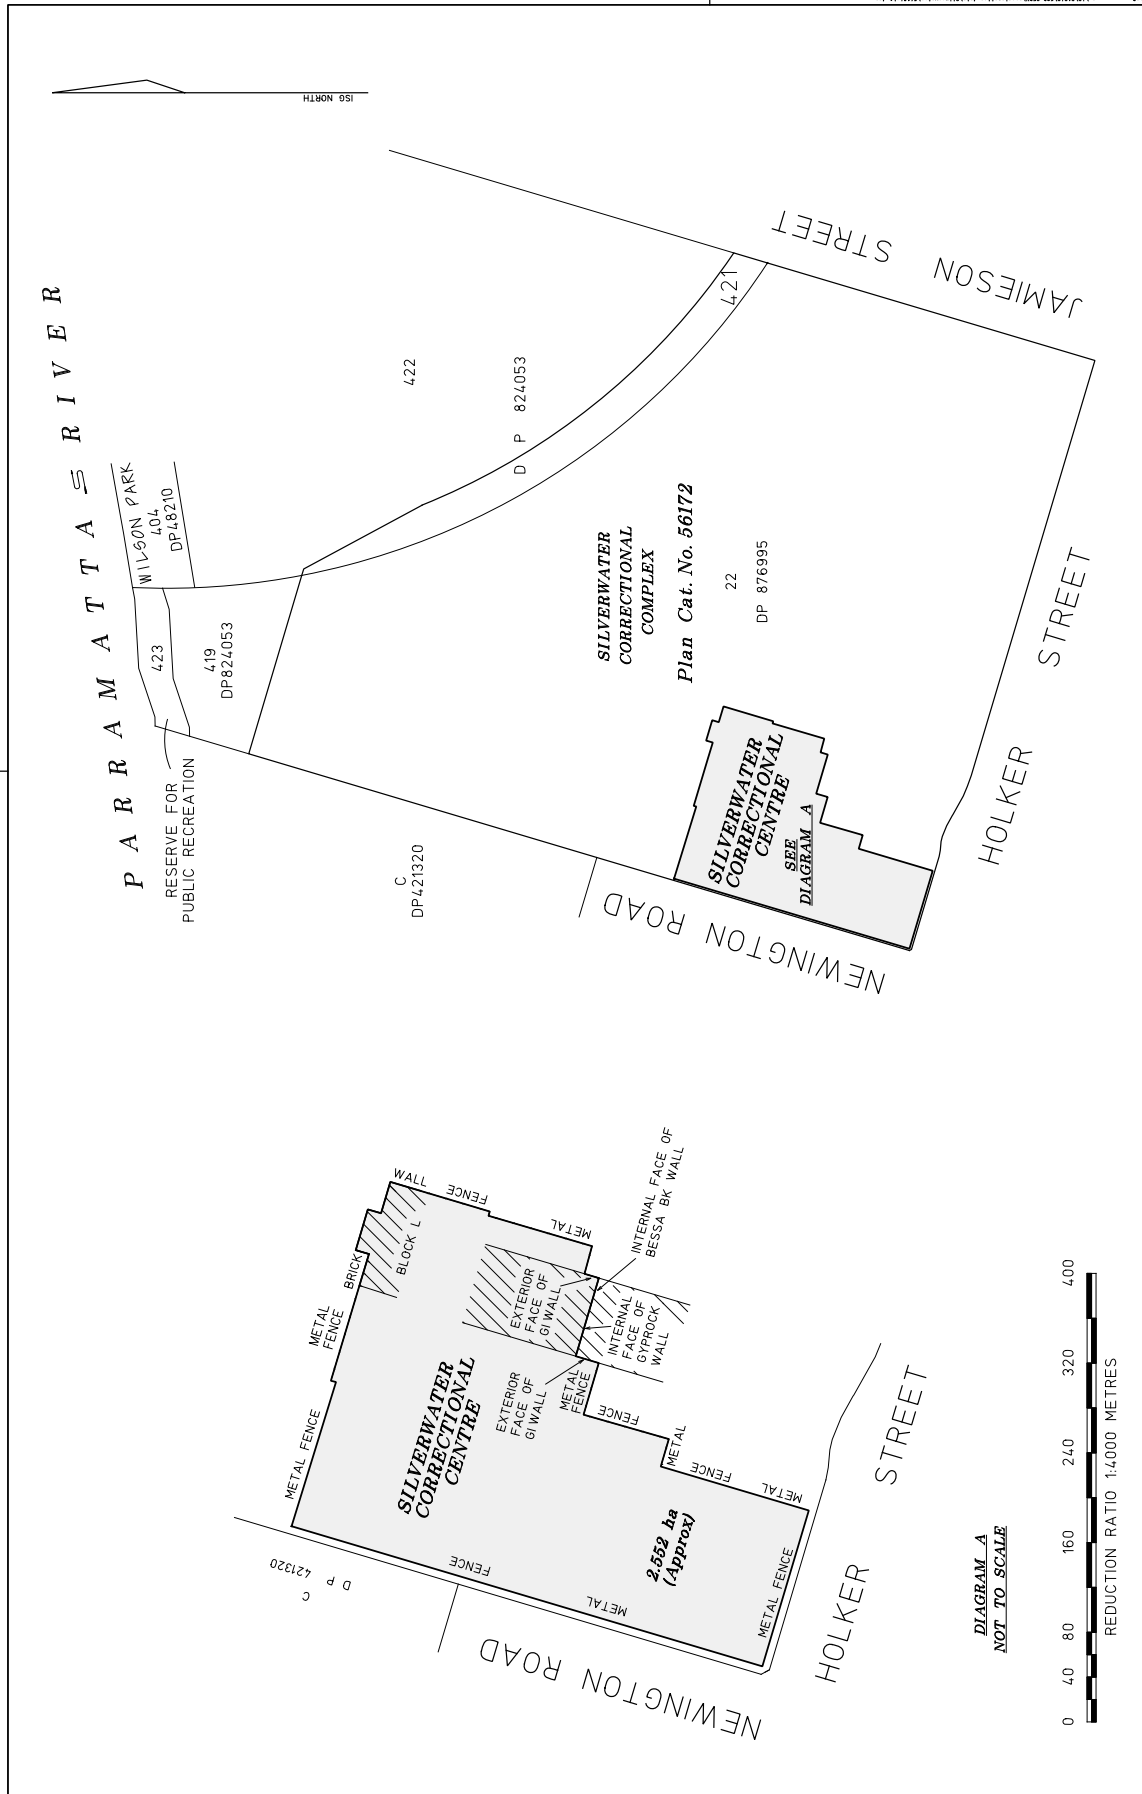 ISG NORTH
PARRAMATTA RIVER
WILSON PARK
404
DP48210
423
419
DP824053
RESERVE FOR
PUBLIC RECREATION
422
D P 824053
421
JAMIESON STREET
SILVERWATER
CORRECTIONAL
COMPLEX
Plan Cat. No. 56172
22
DP 876995
HOLKER STREET
C
DP421320
NEWINGTON ROAD
SILVERWATER
CORRECTIONAL
CENTRE
SEE
DIAGRAM A
C
D P 421320
NEWINGTON ROAD
HOLKER STREET
METAL FENCE
METAL
FENCE
BRICK
WALL
BLOCK L
FENCE
METAL
INTERNAL FACE OF
BESSA BK WALL
EXTERIOR
FACE OF
GI WALL
INTERNAL
FACE OF
GYPROCK
WALL
EXTERIOR
FACE OF
GI WALL
METAL
FENCE
FENCE
METAL
FENCE
METAL
METAL FENCE
FENCE
METAL
SILVERWATER
CORRECTIONAL
CENTRE
2.552 ha
(Approx)
DIAGRAM A
NOT TO SCALE
0 40 80 160 240 320 400
REDUCTION RATIO 1:4000 METRES